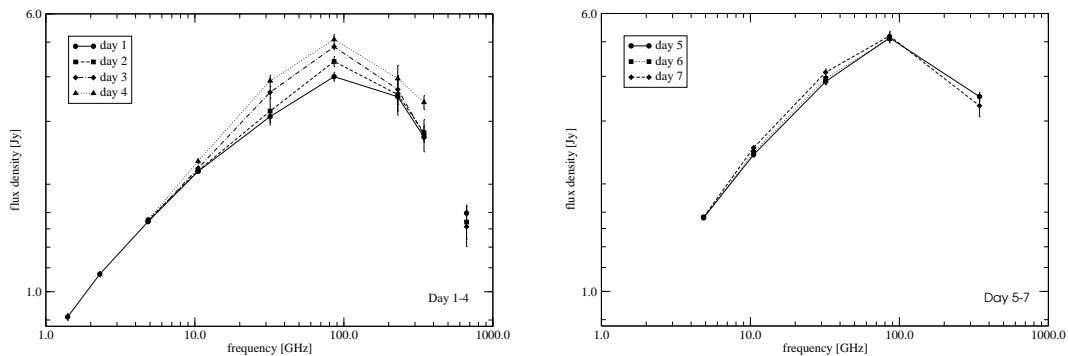 6.0
day 1
day 2
day 3
day 4
flux density [Jy]
1.0
Day 1-4
1.0
10.0
100.0
1000.0
frequency [GHz]
6.0
day 5
day 6
day 7
flux density [Jy]
1.0
Day 5-7
1.0
10.0
100.0
1000.0
frequency [GHz]